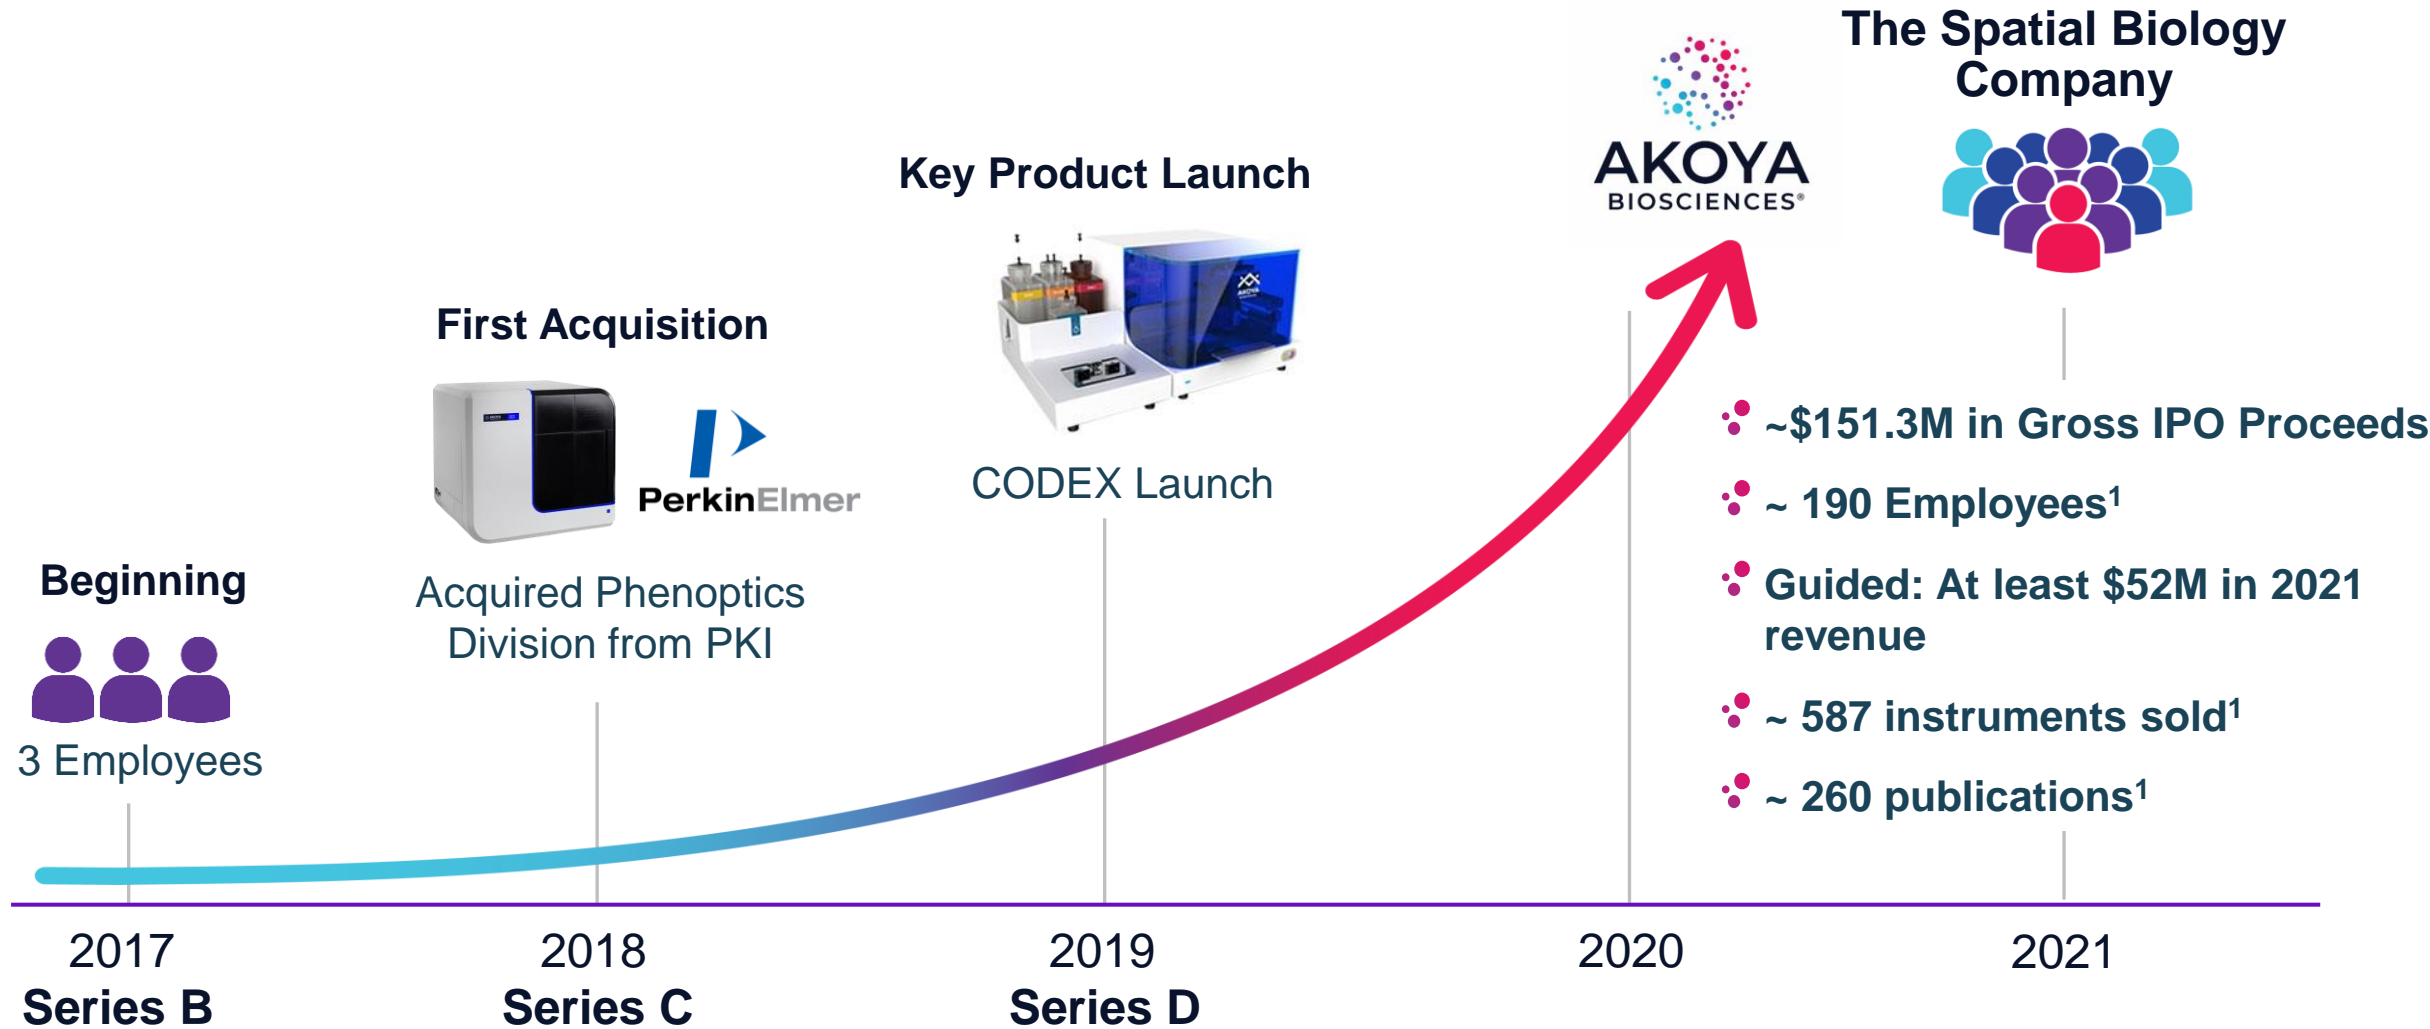 The Spatial Biology
Company
AKOYA
BIOSCIENCES®
Key Product Launch
AKOYA
CODEX Launch
First Acquisition
PerkinElmer
Acquired Phenoptics
Division from PKI
Beginning
3 Employees
~$151.3M in Gross IPO Proceeds
~ 190 Employees¹
Guided: At least $52M in 2021
revenue
~ 587 instruments sold¹
~ 260 publications¹
2017
Series B
2018
Series C
2019
Series D
2020
2021